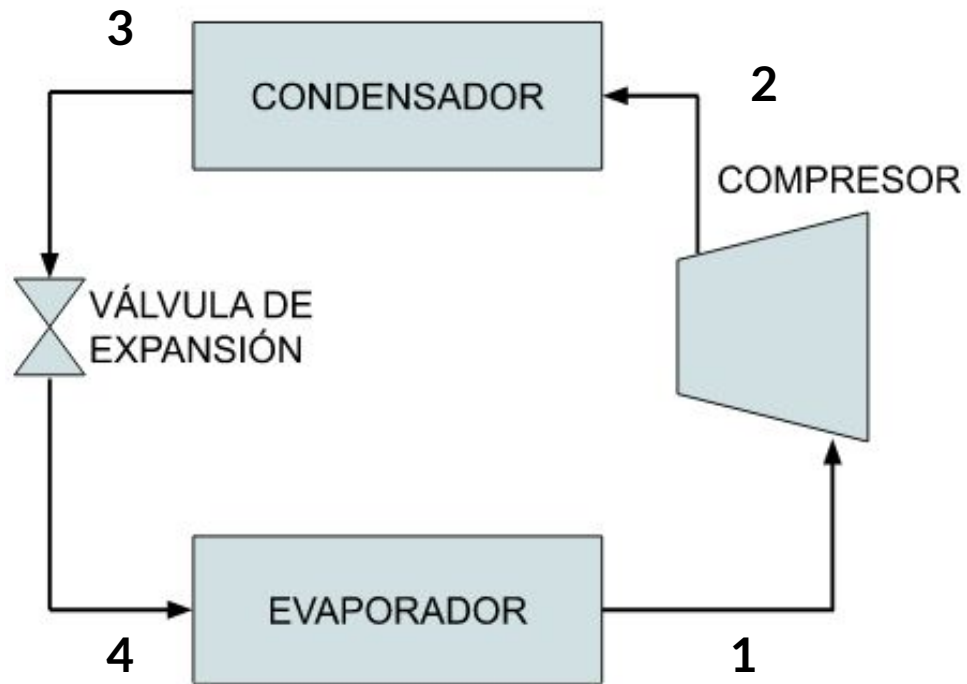 3
CONDENSADOR
2
COMPRESOR
VÁLVULA DE
EXPANSIÓN
EVAPORADOR
4
1